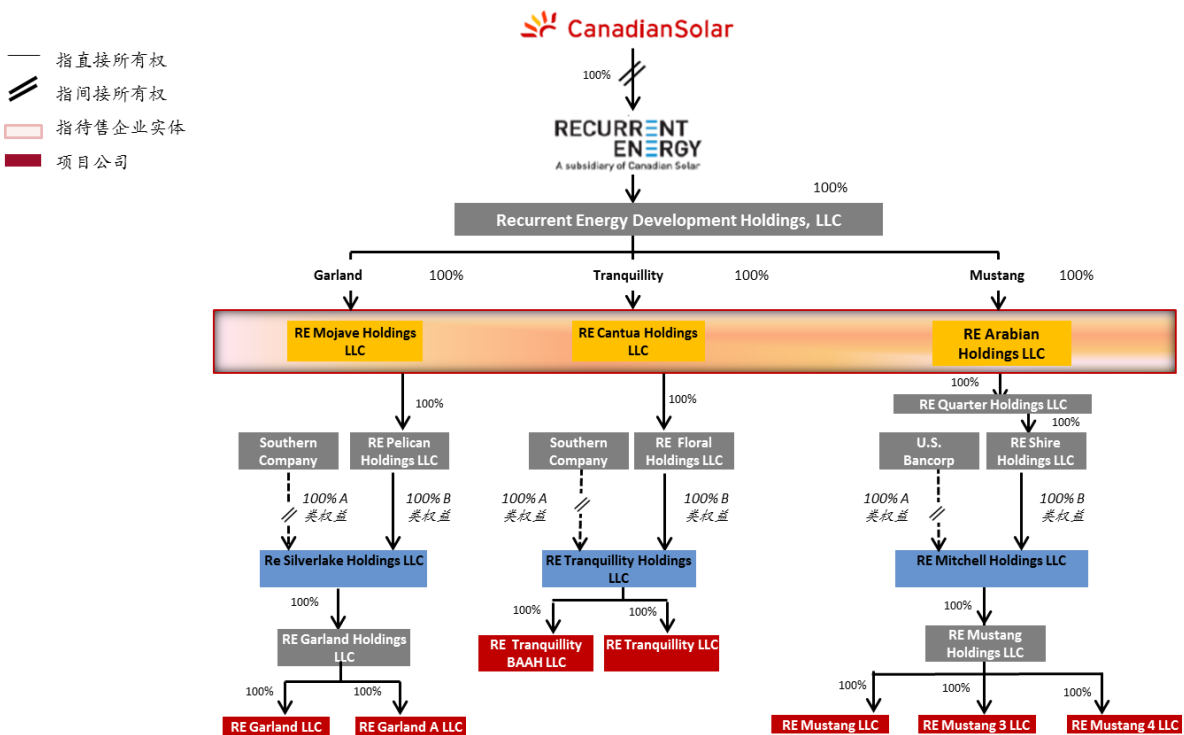 CanadianSolar
指直接所有权
指间接所有权
指待售企业实体
项目公司
100%
RECURRENT
ENERGY
A subsidiary of Canadian Solar
100%
Recurrent Energy Development Holdings, LLC
Garland 100% Tranquillity 100% Mustang 100%
RE Mojave Holdings
LLC
RE Cantua Holdings
LLC
RE Arabian
Holdings LLC
100%
100%
100%
RE Quarter Holdings LLC
100%
Southern
Company
RE Pelican
Holdings LLC
Southern
Company
RE Floral
Holdings LLC
U.S.
Bancorp
RE Shire
Holdings LLC
100% A
类权益
100% B
类权益
100% A
类权益
100% B
类权益
100% A
类权益
100% B
类权益
Re Silverlake Holdings LLC
RE Tranquillity Holdings
LLC
RE Mitchell Holdings LLC
100%
100%
100%
100%
RE Garland Holdings
LLC
RE Tranquillity
BAAH LLC
RE Tranquillity LLC
RE Mustang
Holdings LLC
100%
100%
100%
100%
100%
RE Garland LLC
RE Garland A LLC
RE Mustang LLC
RE Mustang 3 LLC
RE Mustang 4 LLC